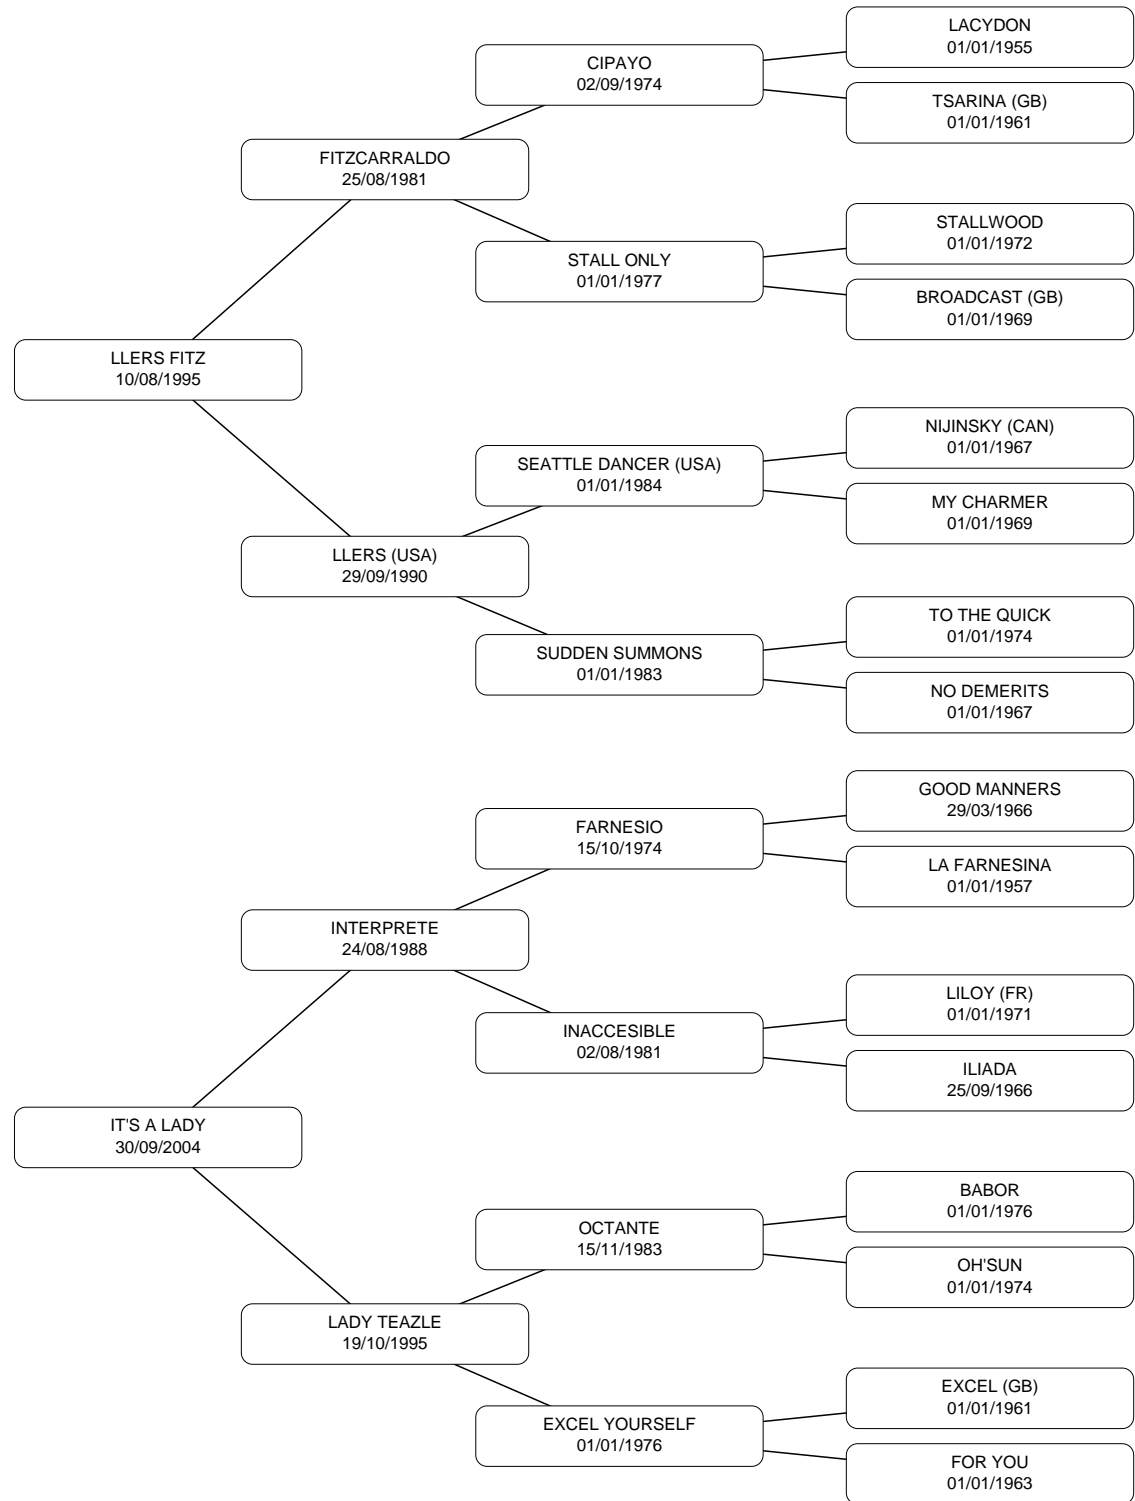 LACYDON
01/01/1955
CIPAYO
02/09/1974
TSARINA (GB)
01/01/1961
FITZCARRALDO
25/08/1981
STALLWOOD
01/01/1972
STALL ONLY
01/01/1977
BROADCAST (GB)
01/01/1969
LLERS FITZ
10/08/1995
NIJINSKY (CAN)
01/01/1967
SEATTLE DANCER (USA)
01/01/1984
MY CHARMER
01/01/1969
LLERS (USA)
29/09/1990
TO THE QUICK
01/01/1974
SUDDEN SUMMONS
01/01/1983
NO DEMERITS
01/01/1967
GOOD MANNERS
29/03/1966
FARNESIO
15/10/1974
LA FARNESINA
01/01/1957
INTERPRETE
24/08/1988
LILOY (FR)
01/01/1971
INACCESIBLE
02/08/1981
ILIADA
25/09/1966
IT'S A LADY
30/09/2004
BABOR
01/01/1976
OCTANTE
15/11/1983
OH'SUN
01/01/1974
LADY TEAZLE
19/10/1995
EXCEL (GB)
01/01/1961
EXCEL YOURSELF
01/01/1976
FOR YOU
01/01/1963